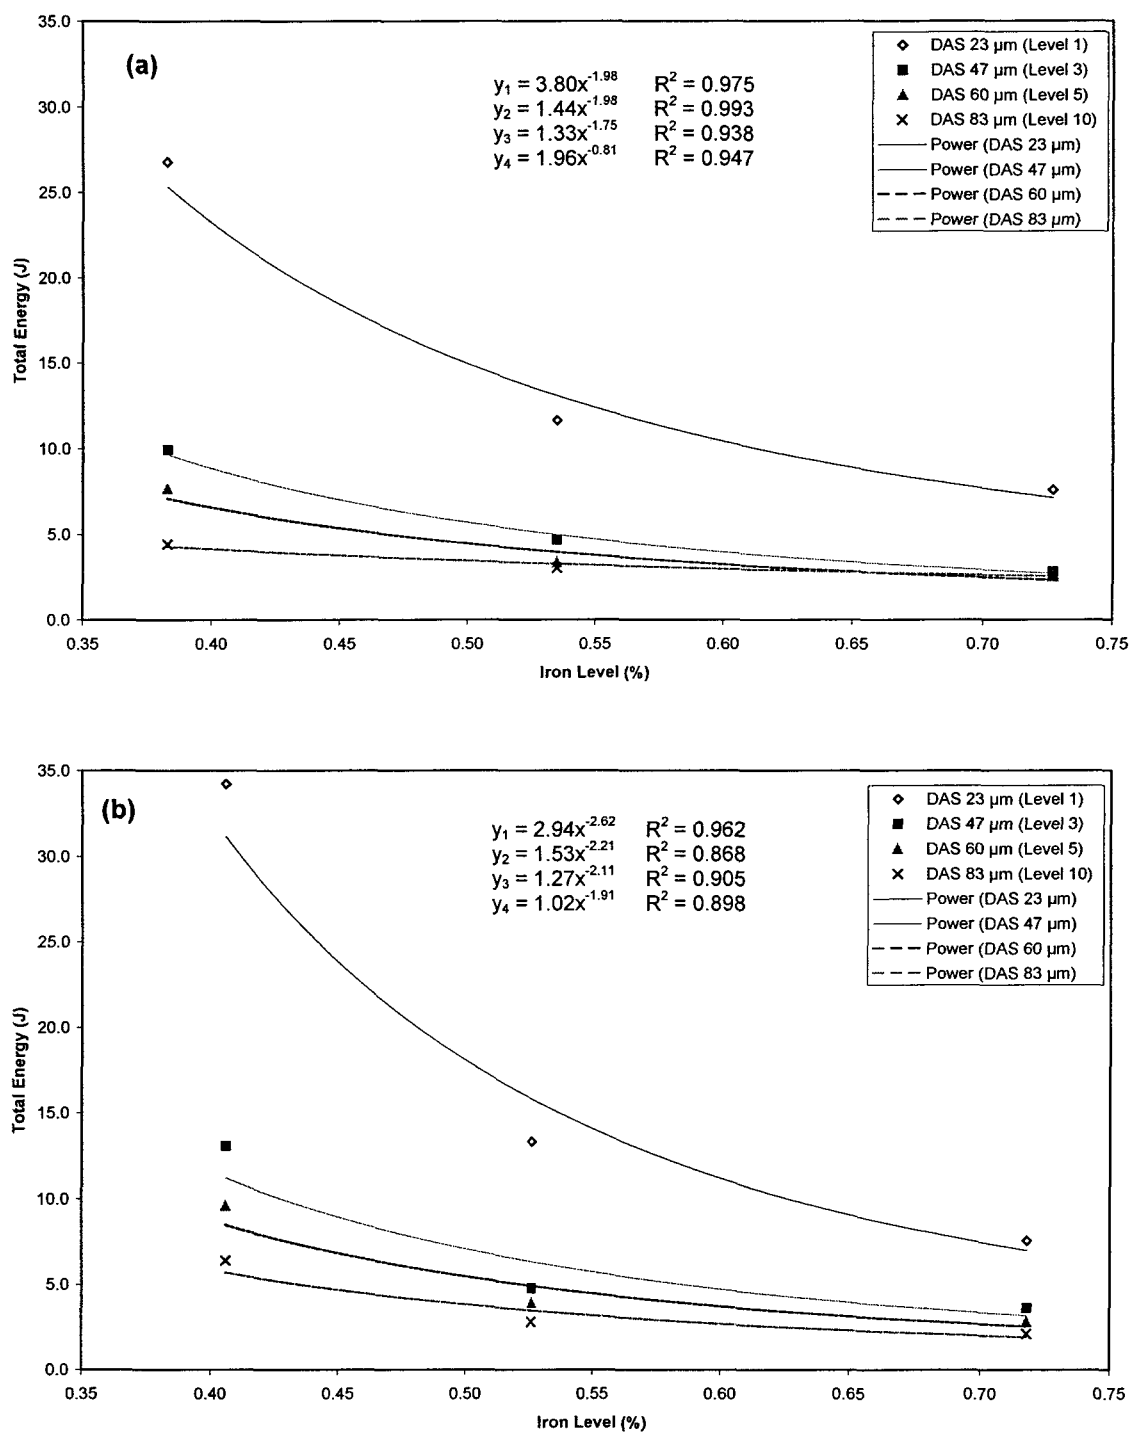 35.0
30.0
25.0
20.0
15.0
10.0
5.0
0.0
Total Energy (J)
(a)
y₁ = 3.80x⁻¹·⁹⁸ R² = 0.975
y₂ = 1.44x⁻¹·⁹⁸ R² = 0.993
y₃ = 1.33x⁻¹·⁷⁵ R² = 0.938
y₄ = 1.96x⁻⁰·⁸¹ R² = 0.947
DAS 23 µm (Level 1)
DAS 47 µm (Level 3)
DAS 60 µm (Level 5)
DAS 83 µm (Level 10)
Power (DAS 23 µm)
Power (DAS 47 µm)
Power (DAS 60 µm)
Power (DAS 83 µm)
0.35 0.40 0.45 0.50 0.55 0.60 0.65 0.70 0.75
Iron Level (%)
35.0
30.0
25.0
20.0
15.0
10.0
5.0
0.0
Total Energy (J)
(b)
y₁ = 2.94x⁻²·⁶² R² = 0.962
y₂ = 1.53x⁻²·²¹ R² = 0.868
y₃ = 1.27x⁻²·¹¹ R² = 0.905
y₄ = 1.02x⁻¹·⁹¹ R² = 0.898
DAS 23 µm (Level 1)
DAS 47 µm (Level 3)
DAS 60 µm (Level 5)
DAS 83 µm (Level 10)
Power (DAS 23 µm)
Power (DAS 47 µm)
Power (DAS 60 µm)
Power (DAS 83 µm)
0.35 0.40 0.45 0.50 0.55 0.60 0.65 0.70 0.75
Iron Level (%)